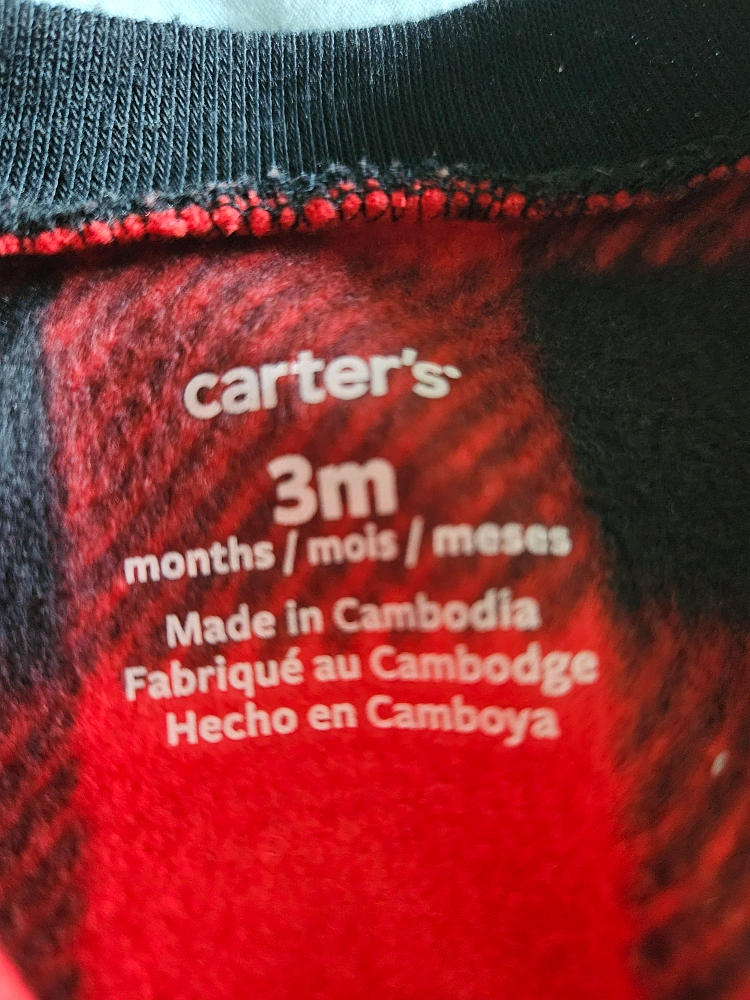 carter's
3m
months / mois / meses
Made in Cambodia
Fabriqué au Cambodge
Hecho en Camboya